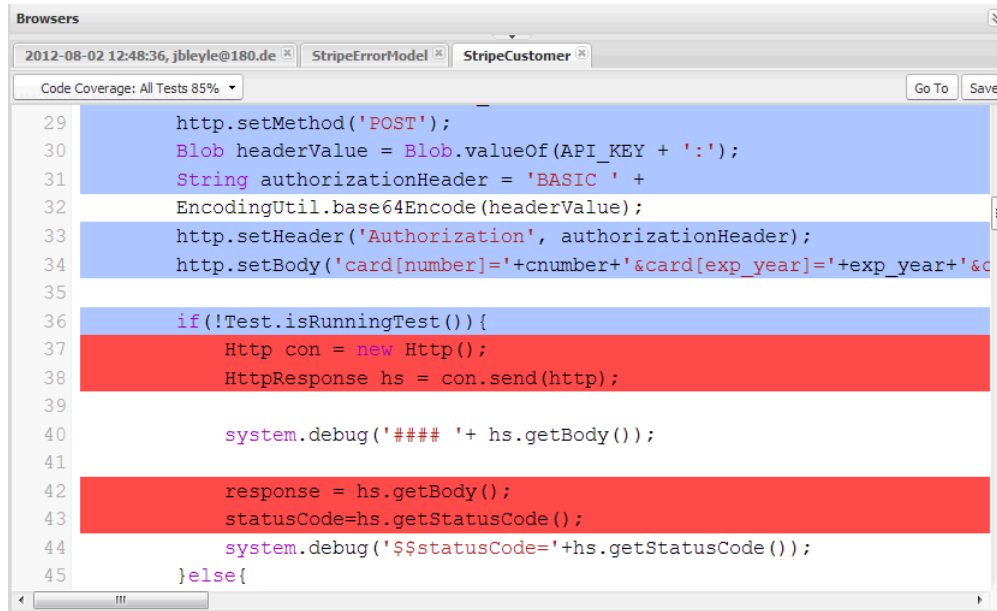 Browsers
2012-08-02 12:48:36, jbleyle@180.de StripeErrorModel StripeCustomer
Code Coverage: All Tests 85% Go To Save
29 http.setMethod('POST');
30 Blob headerValue = Blob.valueOf(API_KEY + ':');
31 String authorizationHeader = 'BASIC ' +
32 EncodingUtil.base64Encode(headerValue);
33 http.setHeader('Authorization', authorizationHeader);
34 http.setBody('card[number]='+cnumber+'&card[exp_year]='+exp_year+'&c
35
36 if(!Test.isRunningTest()){
37 Http con = new Http();
38 HttpResponse hs = con.send(http);
39
40 system.debug('#### '+ hs.getBody());
41
42 response = hs.getBody();
43 statusCode=hs.getStatusCode();
44 system.debug('$$statusCode='+hs.getStatusCode());
45 }else{